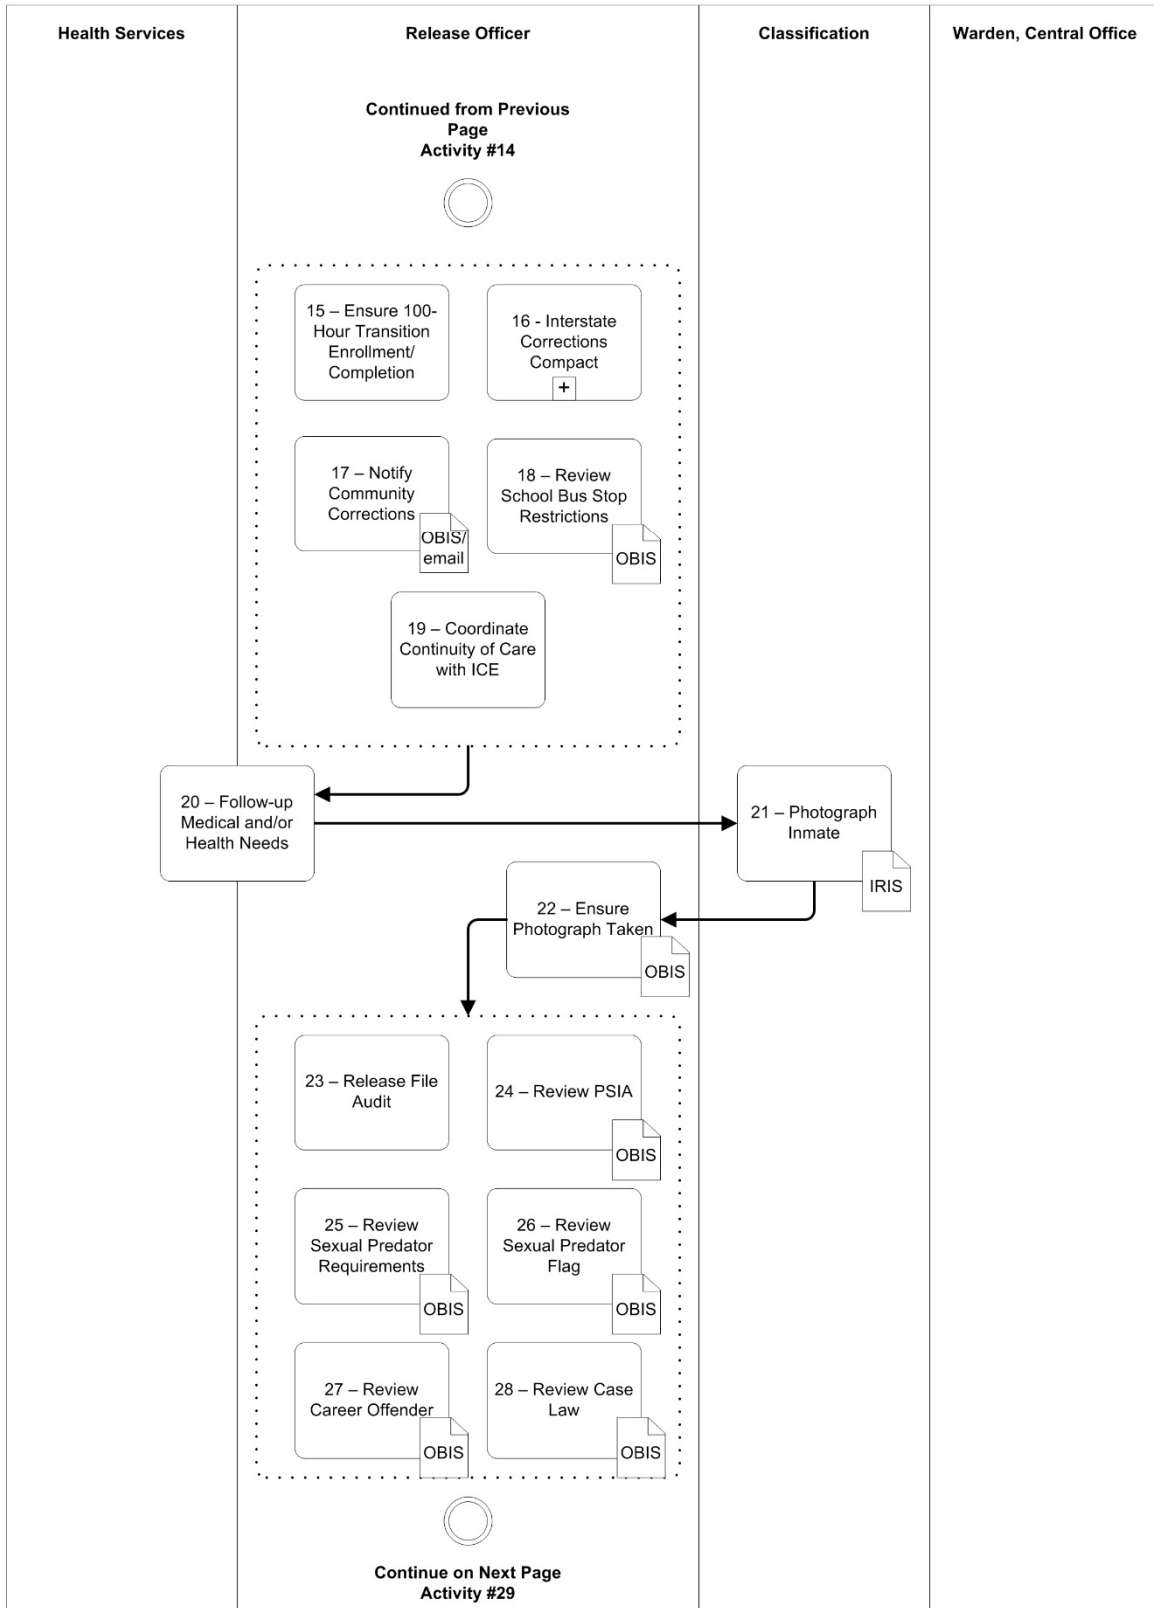 Health Services
Release Officer
Classification
Warden, Central Office
Continued from Previous
Page
Activity #14
15 – Ensure 100-
Hour Transition
Enrollment/
Completion
16 - Interstate
Corrections
Compact
+
17 – Notify
Community
Corrections
OBIS/
email
18 – Review
School Bus Stop
Restrictions
OBIS
19 – Coordinate
Continuity of Care
with ICE
20 – Follow-up
Medical and/or
Health Needs
21 – Photograph
Inmate
IRIS
22 – Ensure
Photograph Taken
OBIS
23 – Release File
Audit
24 – Review PSIA
OBIS
25 – Review
Sexual Predator
Requirements
OBIS
26 – Review
Sexual Predator
Flag
OBIS
27 – Review
Career Offender
OBIS
28 – Review Case
Law
OBIS
Continue on Next Page
Activity #29